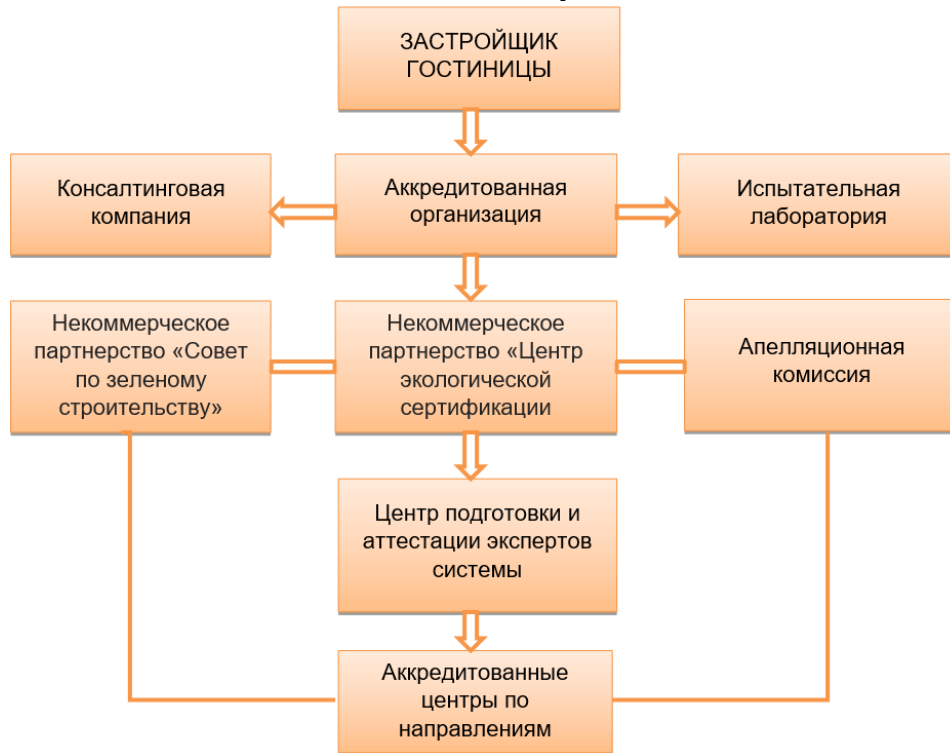 ЗАСТРОЙЩИК
ГОСТИНИЦЫ
Консалтинговая
компания
Аккредитованная
организация
Испытательная
лаборатория
Некоммерческое
партнерство «Совет
по зеленому
строительству»
Некоммерческое
партнерство «Центр
экологической
сертификации
Апелляционная
комиссия
Центр подготовки и
аттестации экспертов
системы
Аккредитованные
центры по
направлениям